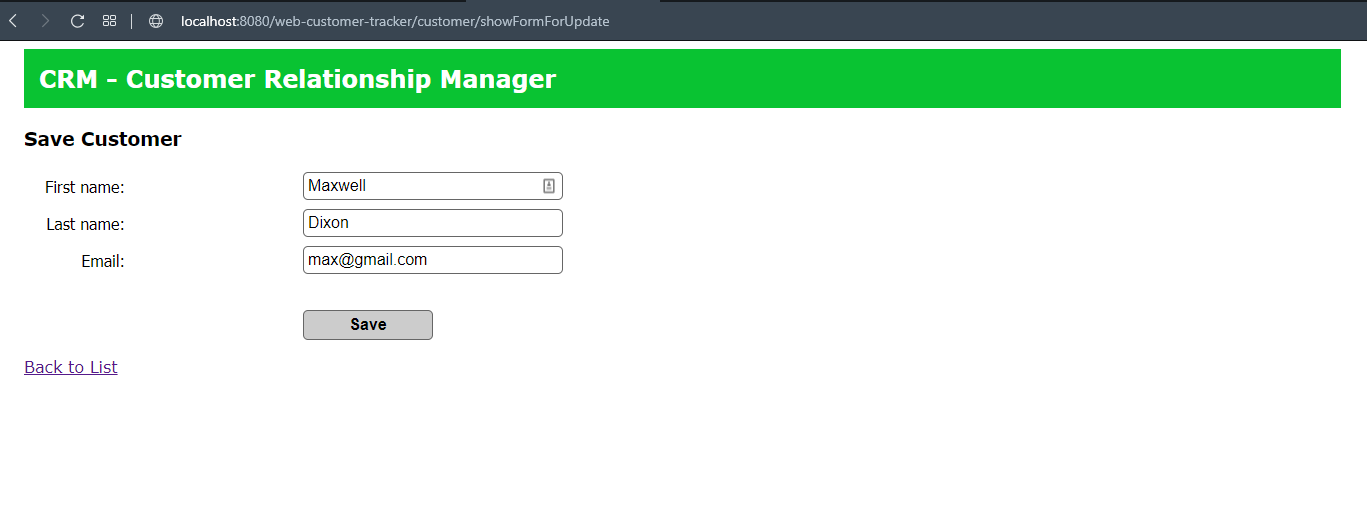 localhost:8080/web-customer-tracker/customer/showFormForUpdate
CRM - Customer Relationship Manager
Save Customer
First name: Maxwell
Last name: Dixon
Email: max@gmail.com
Save
Back to List